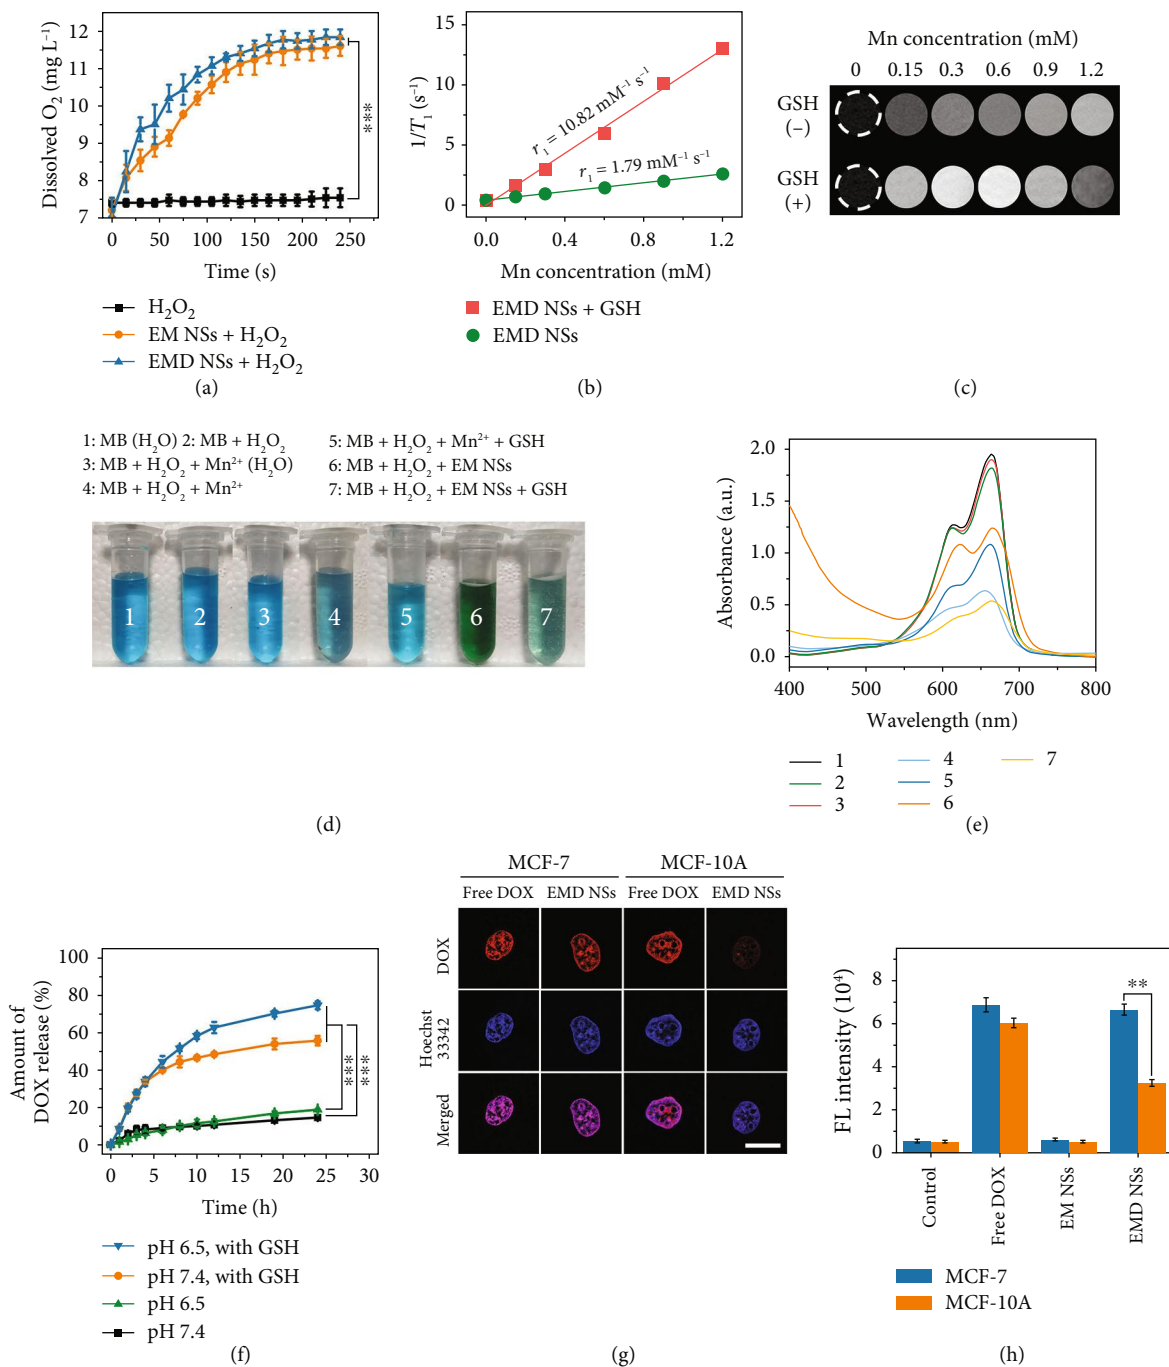 12
11
10
9
8
7
Dissolved O₂ (mg L⁻¹)
***
0 50 100 150 200 250
Time (s)
H₂O₂
EM NSs + H₂O₂
EMD NSs + H₂O₂
(a)
15
10
5
0
1/T₁ (s⁻¹)
r₁ = 10.82 mM⁻¹ s⁻¹
r₁ = 1.79 mM⁻¹ s⁻¹
0.0 0.4 0.8 1.2
Mn concentration (mM)
EMD NSs + GSH
EMD NSs
(b)
Mn concentration (mM)
0 0.15 0.3 0.6 0.9 1.2
GSH
(−)
GSH
(+)
(c)
1: MB (H₂O) 2: MB + H₂O₂
3: MB + H₂O₂ + Mn²⁺ (H₂O)
4: MB + H₂O₂ + Mn²⁺
5: MB + H₂O₂ + Mn²⁺ + GSH
6: MB + H₂O₂ + EM NSs
7: MB + H₂O₂ + EM NSs + GSH
1 2 3 4 5 6 7
(d)
2.0
1.5
1.0
0.5
0.0
Absorbance (a.u.)
400 500 600 700 800
Wavelength (nm)
1 4 7
2 5
3 6
(e)
100
80
60
40
20
0
Amount of
DOX release (%)
***
***
0 5 10 15 20 25 30
Time (h)
pH 6.5, with GSH
pH 7.4, with GSH
pH 6.5
pH 7.4
(f)
MCF-7 MCF-10A
Free DOX EMD NSs Free DOX EMD NSs
DOX
Hoechst
33342
Merged
(g)
8
6
4
2
0
FL intensity (10⁴)
**
Control Free DOX EM NSs EMD NSs
MCF-7
MCF-10A
(h)